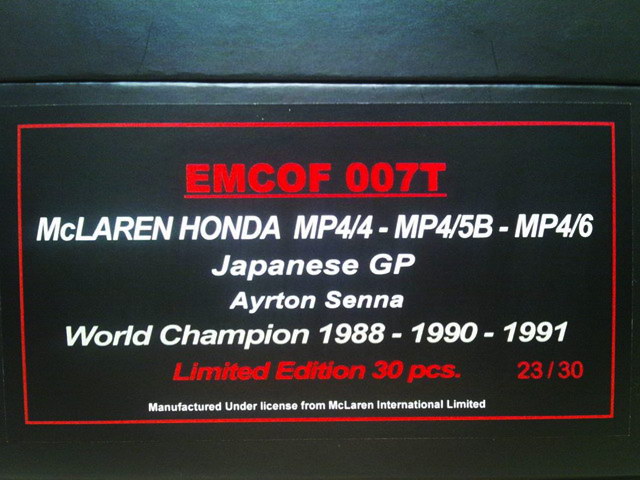 EMCOF 007T
McLAREN HONDA MP4/4 - MP4/5B - MP4/6
Japanese GP
Ayrton Senna
World Champion 1988 - 1990 - 1991
Limited Edition 30 pcs. 23 / 30
Manufactured Under license from McLaren International Limited